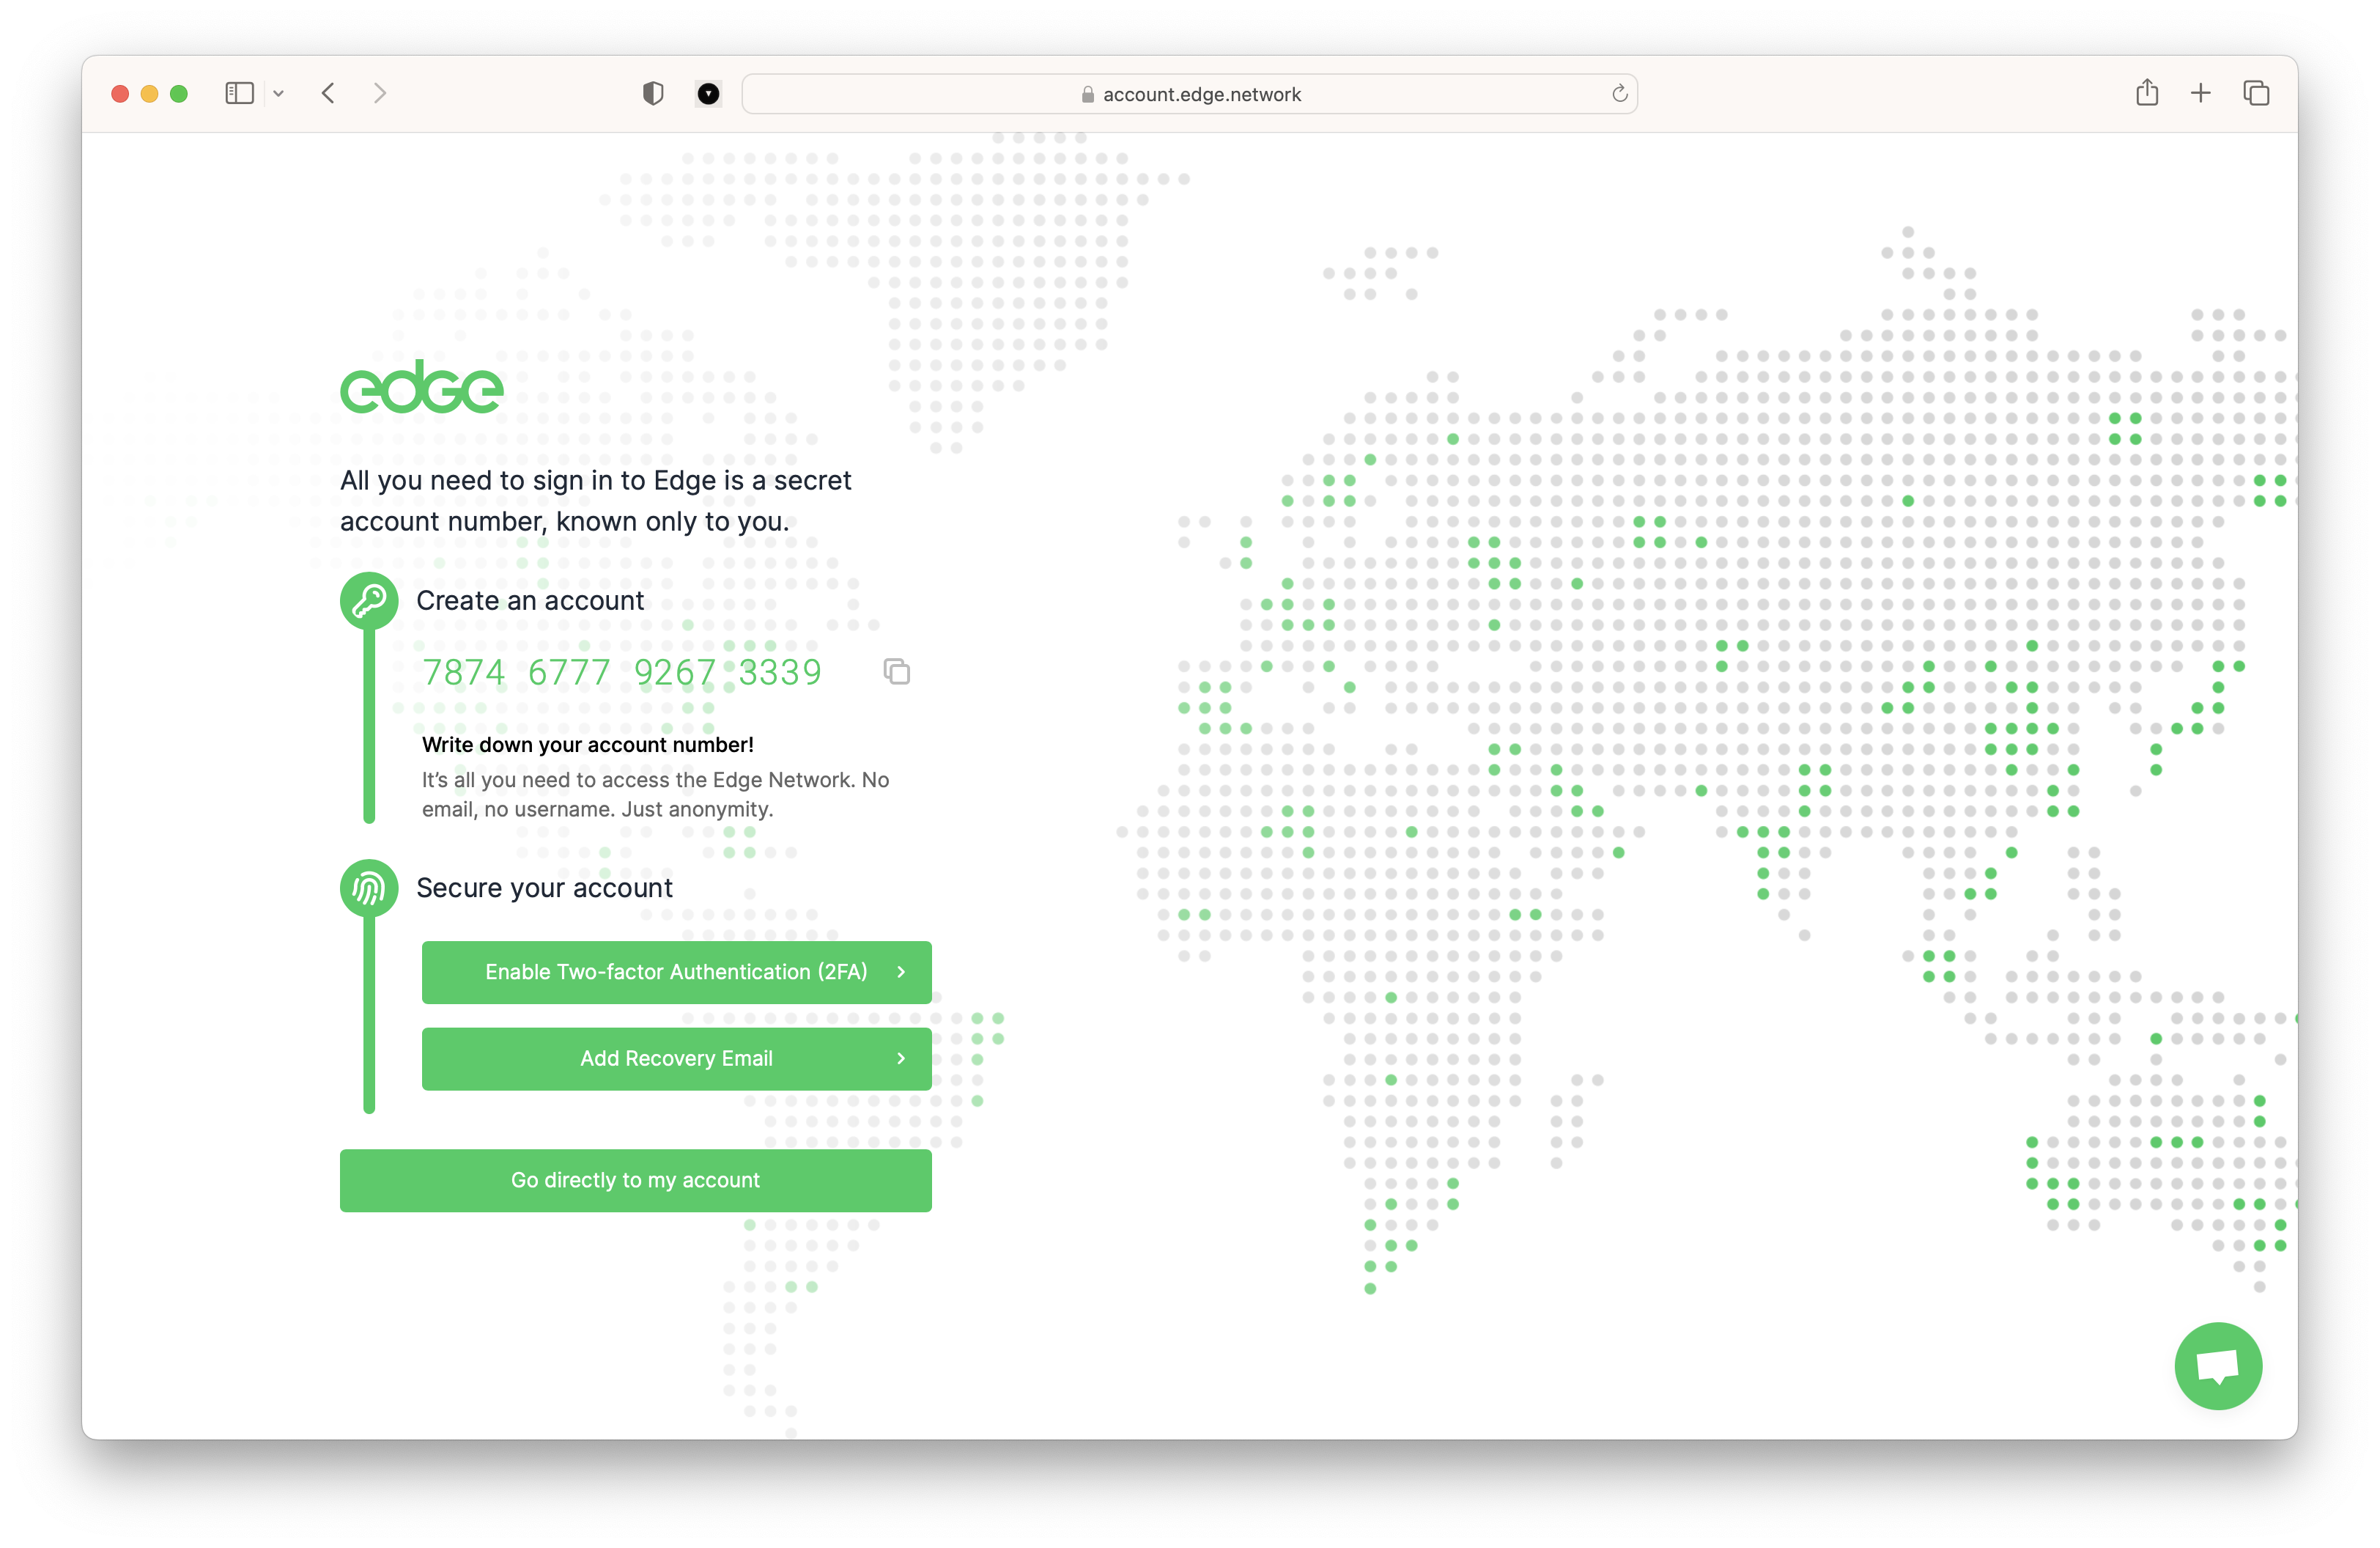 account.edge.network
edge
All you need to sign in to Edge is a secret
account number, known only to you.
Create an account
7874 6777 9267 3339
Write down your account number!
It’s all you need to access the Edge Network. No
email, no username. Just anonymity.
Secure your account
Enable Two-factor Authentication (2FA)
Add Recovery Email
Go directly to my account